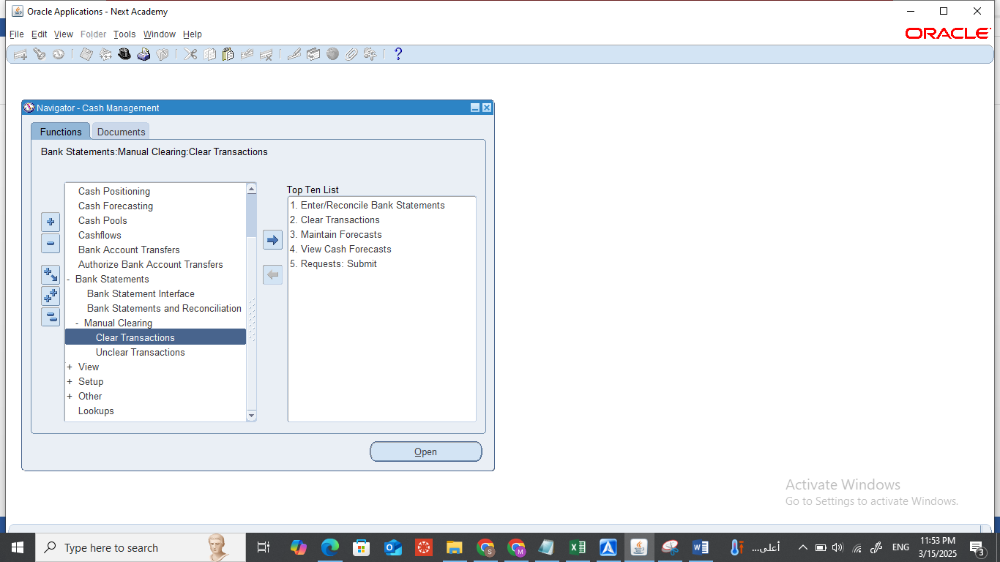 Oracle Applications - Next Academy
File Edit View Folder Tools Window Help
ORACLE
Navigator - Cash Management
Functions Documents
Bank Statements:Manual Clearing:Clear Transactions
Cash Positioning
Cash Forecasting
Cash Pools
Cashflows
Bank Account Transfers
Authorize Bank Account Transfers
- Bank Statements
Bank Statement Interface
Bank Statements and Reconciliation
- Manual Clearing
Clear Transactions
Unclear Transactions
+ View
+ Setup
+ Other
Lookups
Top Ten List
1. Enter/Reconcile Bank Statements
2. Clear Transactions
3. Maintain Forecasts
4. View Cash Forecasts
5. Requests: Submit
Open
Activate Windows
Go to Settings to activate Windows.
Type here to search
أعلى...
ENG
11:53 PM
3/15/2025
3